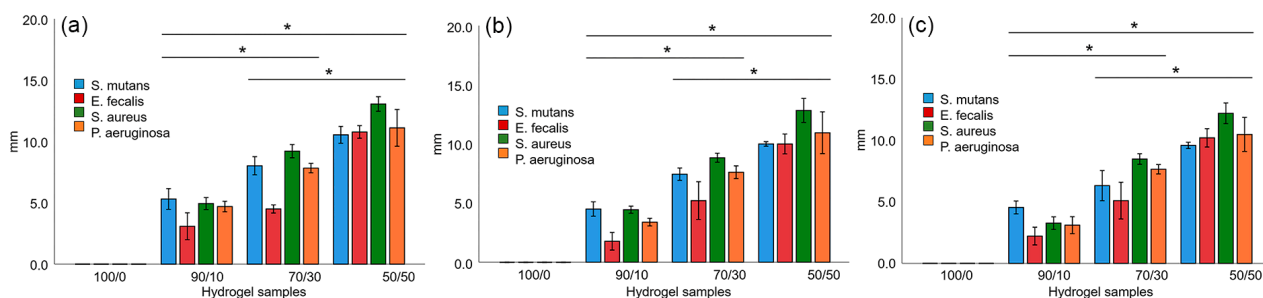 (a)
20.0
15.0
10.0
5.0
0.0
mm
* * *
S. mutans
E. fecalis
S. aureus
P. aeruginosa
100/0 90/10 70/30 50/50
Hydrogel samples
(b)
20.0
15.0
10.0
5.0
0.0
mm
* * *
S. mutans
E. fecalis
S. aureus
P. aeruginosa
100/0 90/10 70/30 50/50
Hydrogel samples
(c)
20.0
15.0
10.0
5.0
0.0
mm
* * *
S. mutans
E. fecalis
S. aureus
P. aeruginosa
100/0 90/10 70/30 50/50
Hydrogel samples